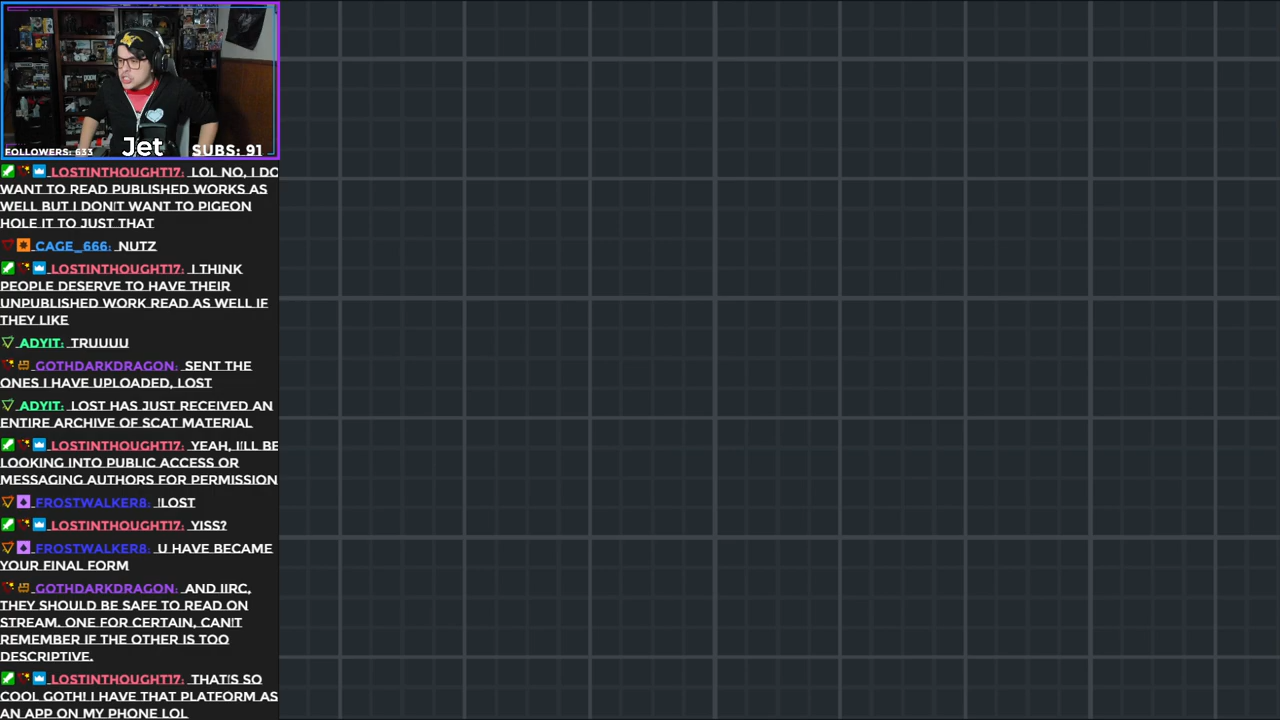 FOLLOWERS: 633
Jet
SUBS: 91
LOSTINTHOUGHT17: LOL NO, I DO
WANT TO READ PUBLISHED WORKS AS
WELL BUT I DON'T WANT TO PIGEON
HOLE IT TO JUST THAT
CAGE_666: NUTZ
LOSTINTHOUGHT17: I THINK
PEOPLE DESERVE TO HAVE THEIR
UNPUBLISHED WORK READ AS WELL IF
THEY LIKE
ADYIT: TRUUUU
GOTHDARKDRAGON: SENT THE
ONES I HAVE UPLOADED, LOST
ADYIT: LOST HAS JUST RECEIVED AN
ENTIRE ARCHIVE OF SCAT MATERIAL
LOSTINTHOUGHT17: YEAH, I'LL BE
LOOKING INTO PUBLIC ACCESS OR
MESSAGING AUTHORS FOR PERMISSION
FROSTWALKER8: !LOST
LOSTINTHOUGHT17: YISS?
FROSTWALKER8: U HAVE BECAME
YOUR FINAL FORM
GOTHDARKDRAGON: AND IIRC,
THEY SHOULD BE SAFE TO READ ON
STREAM. ONE FOR CERTAIN, CAN'T
REMEMBER IF THE OTHER IS TOO
DESCRIPTIVE.
LOSTINTHOUGHT17: THAT'S SO
COOL GOTH! I HAVE THAT PLATFORM AS
AN APP ON MY PHONE LOL